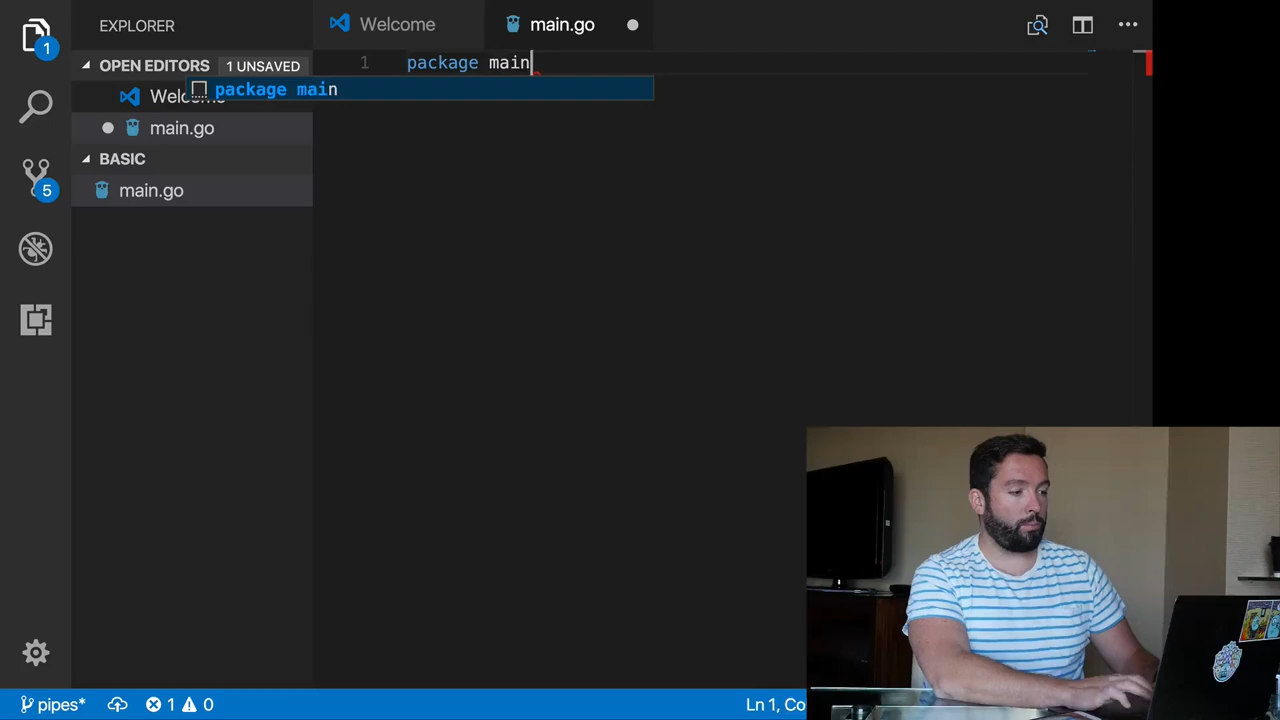 1
EXPLORER
Welcome
main.go
OPEN EDITORS
1 UNSAVED
1
package main
Welcome
package main
main.go
BASIC
5
main.go
pipes*
1
0
Ln 1, Co